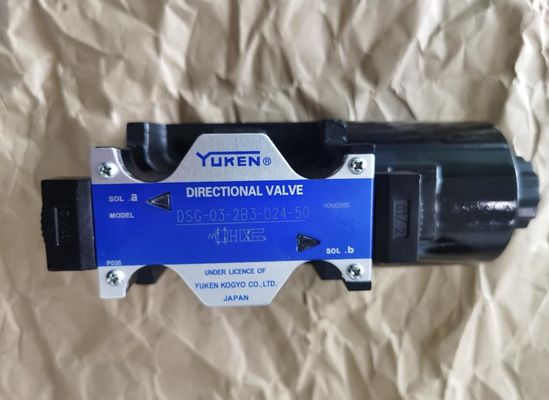 YUKEN®
DIRECTIONAL VALVE
SOL .a
MODEL
DSG-03-2B3-D24-50
SOL .b
P035
UNDER LICENCE OF
YUKEN KOGYO CO., LTD.
JAPAN